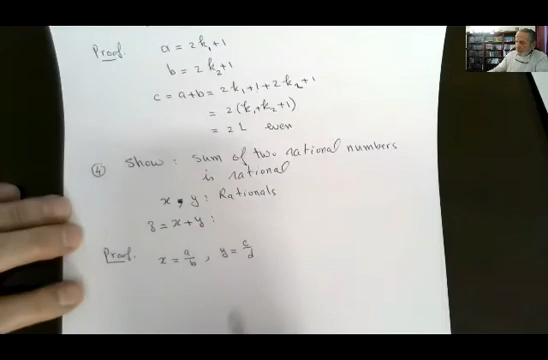 Proof. a = 2k₁+1
b = 2k₂+1
c = a+b = 2k₁+1+2k₂+1
= 2(k₁+k₂+1)
= 2L even
④ Show: Sum of two rational numbers
is rational
x, y: Rationals
z = x+y:
Proof. x = a/b, y = c/d